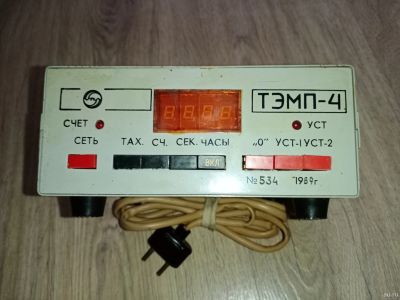 ТЭМП-4
СЧЕТ УСТ
СЕТЬ ТАХ. СЧ. СЕК. ЧАСЫ „0" УСТ-1 УСТ-2
ВКЛ
№534 1989г